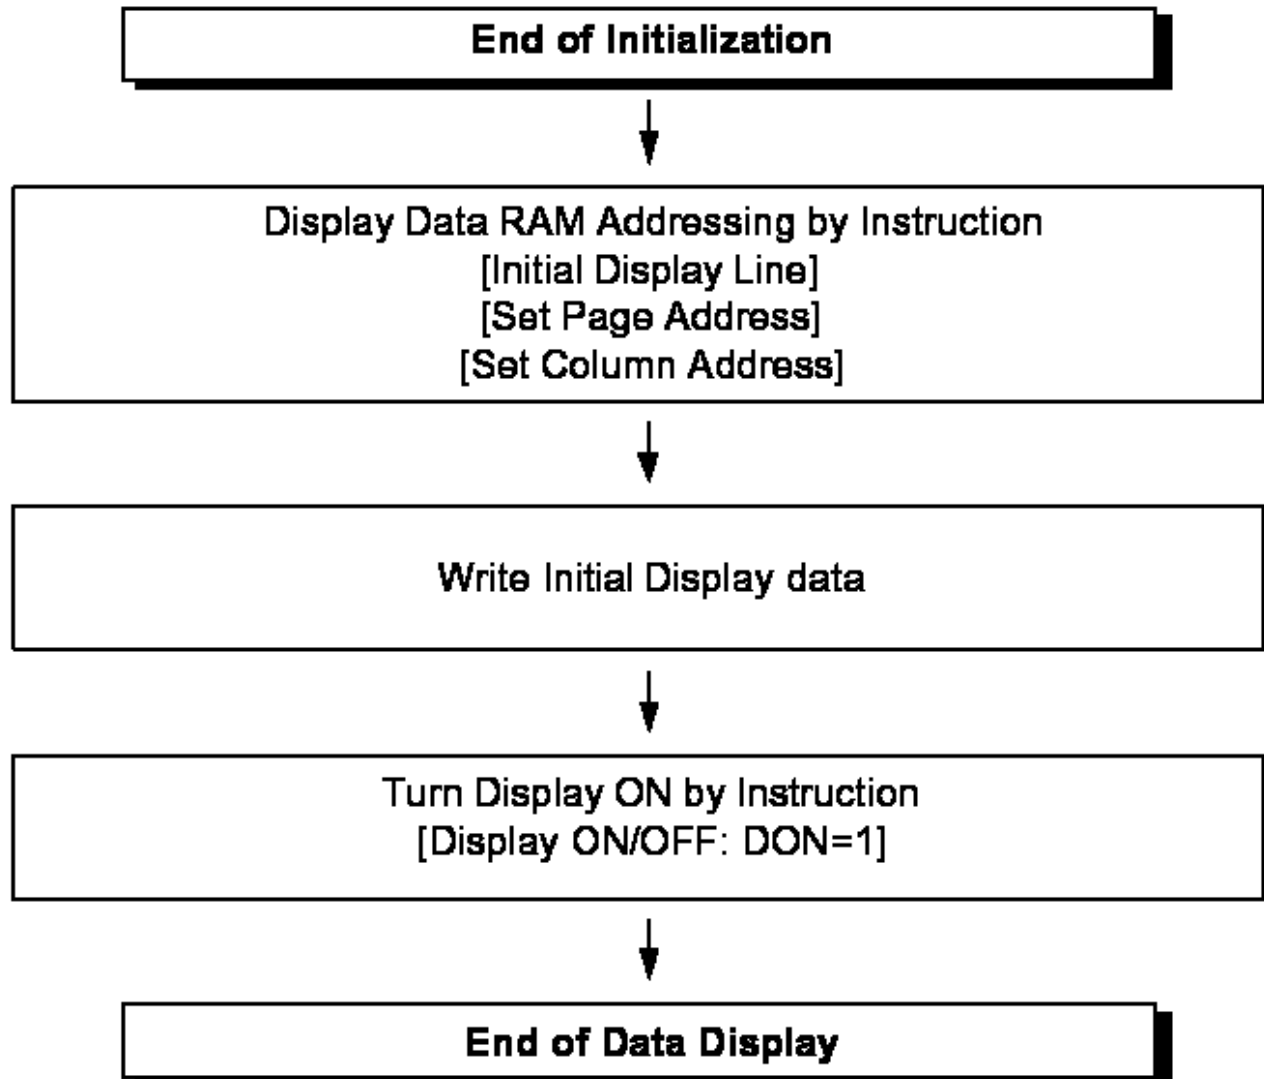 End of Initialization
Display Data RAM Addressing by Instruction
[Initial Display Line]
[Set Page Address]
[Set Column Address]
Write Initial Display data
Turn Display ON by Instruction
[Display ON/OFF: DON=1]
End of Data Display